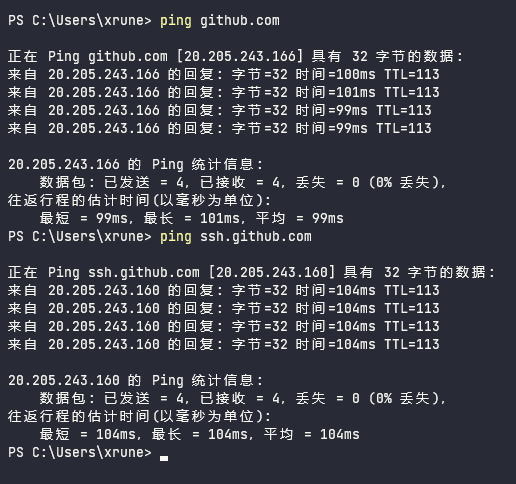 PS C:\Users\xrune> ping github.com
正在 Ping github.com [20.205.243.166] 具有 32 字节的数据:
来自 20.205.243.166 的回复: 字节=32 时间=100ms TTL=113
来自 20.205.243.166 的回复: 字节=32 时间=101ms TTL=113
来自 20.205.243.166 的回复: 字节=32 时间=99ms TTL=113
来自 20.205.243.166 的回复: 字节=32 时间=99ms TTL=113
20.205.243.166 的 Ping 统计信息:
数据包: 已发送 = 4, 已接收 = 4, 丢失 = 0 (0% 丢失),
往返行程的估计时间(以毫秒为单位):
最短 = 99ms, 最长 = 101ms, 平均 = 99ms
PS C:\Users\xrune> ping ssh.github.com
正在 Ping ssh.github.com [20.205.243.160] 具有 32 字节的数据:
来自 20.205.243.160 的回复: 字节=32 时间=104ms TTL=113
来自 20.205.243.160 的回复: 字节=32 时间=104ms TTL=113
来自 20.205.243.160 的回复: 字节=32 时间=104ms TTL=113
来自 20.205.243.160 的回复: 字节=32 时间=104ms TTL=113
20.205.243.160 的 Ping 统计信息:
数据包: 已发送 = 4, 已接收 = 4, 丢失 = 0 (0% 丢失),
往返行程的估计时间(以毫秒为单位):
最短 = 104ms, 最长 = 104ms, 平均 = 104ms
PS C:\Users\xrune>